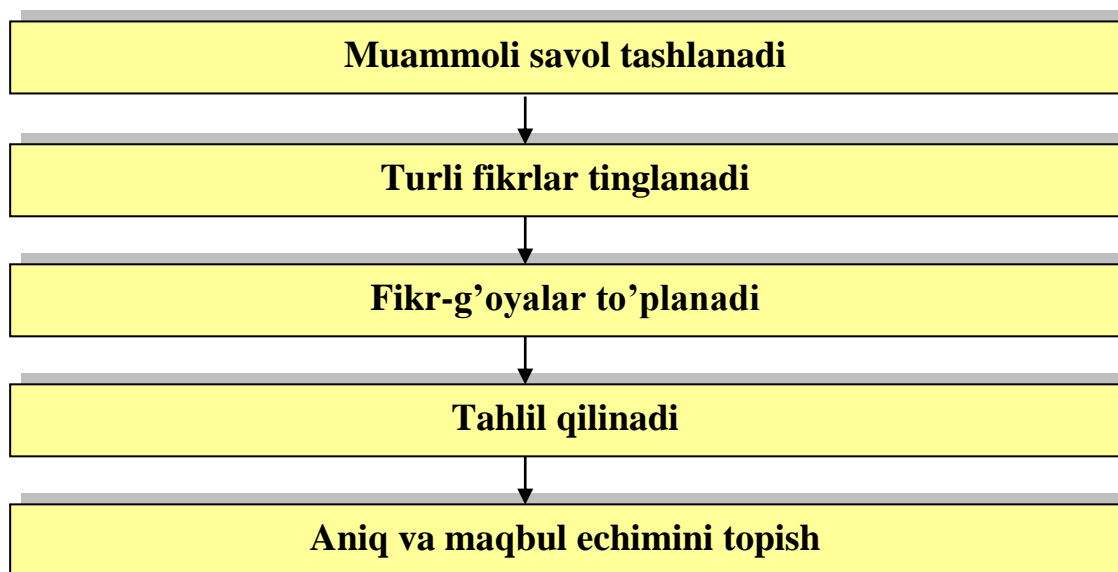 Muammoli savol tashlanadi
Turli fikrlar tinglanadi
Fikr-g’oyalar to’planadi
Tahlil qilinadi
Aniq va maqbul echimini topish